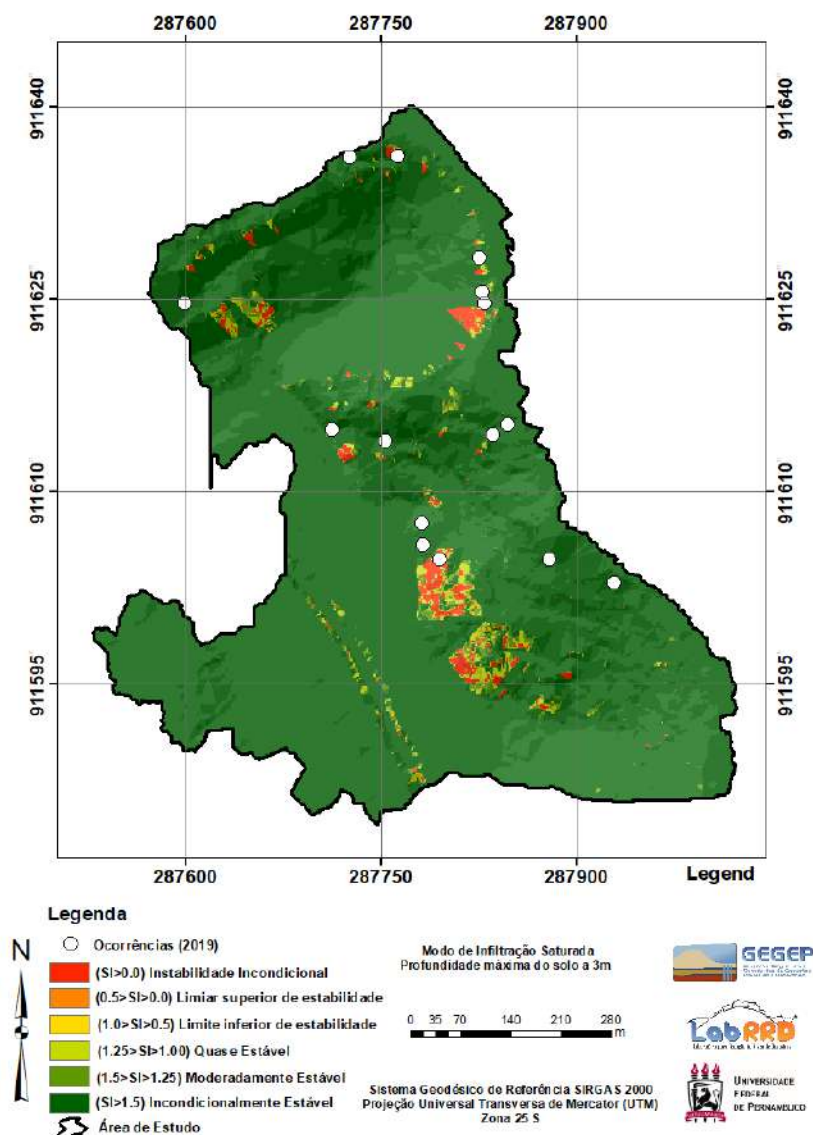 287600 287750 287900
911640 911640
911625 911625
911610 911610
911595 911595
287600 287750 287900 Legend
Legenda
Ocorrências (2019)
(SI>0.0) Instabilidade Incondicional
(0.5>SI>0.0) Limiar superior de estabilidade
(1.0>SI>0.5) Limite inferior de estabilidade
(1.25>SI>1.00) Quase Estável
(1.5>SI>1.25) Moderadamente Estável
(SI>1.5) Incondicionalmente Estável
Área de Estudo
N
Modo de Infiltração Saturada
Profundidade máxima do solo a 3m
0 35 70 140 210 280
m
Sistema Geodésico de Referência SIRGAS 2000
Projeção Universal Transversa de Mercator (UTM)
Zona 25 S
GEGEP
LabRRD
UNIVERSIDADE
FEDERAL
DE PERNAMBUCO